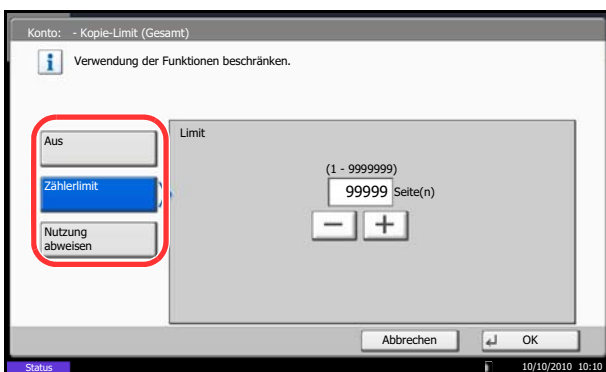 Konto: - Kopie-Limit (Gesamt)
Verwendung der Funktionen beschränken.
Aus
Limit
(1 - 9999999)
Zählerlimit
99999 Seite(n)
Nutzung
abweisen
Abbrechen
OK
Status
10/10/2010 10:10